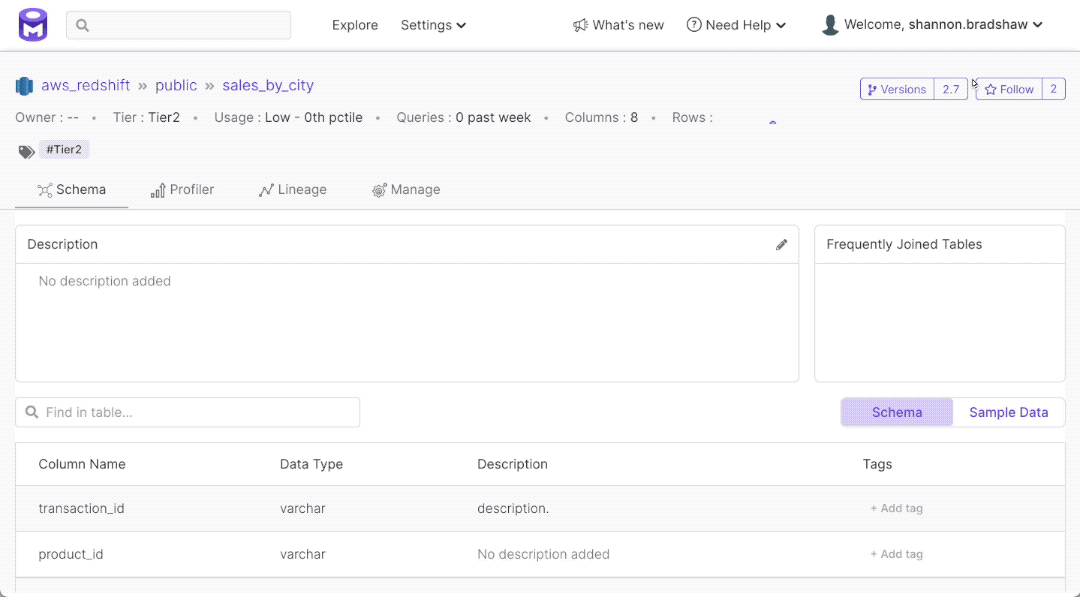 Explore Settings What's new Need Help Welcome, shannon.bradshaw
aws_redshift » public » sales_by_city
Versions 2.7 Follow 2
Owner : -- • Tier : Tier2 • Usage : Low - 0th pctile • Queries : 0 past week • Columns : 8 • Rows :
#Tier2
Schema Profiler Lineage Manage
Description
No description added
Frequently Joined Tables
Find in table...
Schema Sample Data
Column Name Data Type Description Tags
transaction_id varchar description. + Add tag
product_id varchar No description added + Add tag